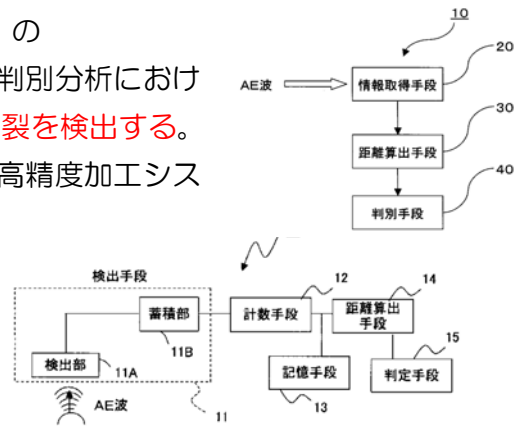 の
判別分析におけ
裂を検出する。
高精度加工シス
10
20
AE波
情報取得手段
30
距離算出手段
40
判別手段
検出手段
蓄積部
11B
検出部
11A
AE波
11
12
計数手段
14
距離算出
手段
15
記憶手段
13
判定手段